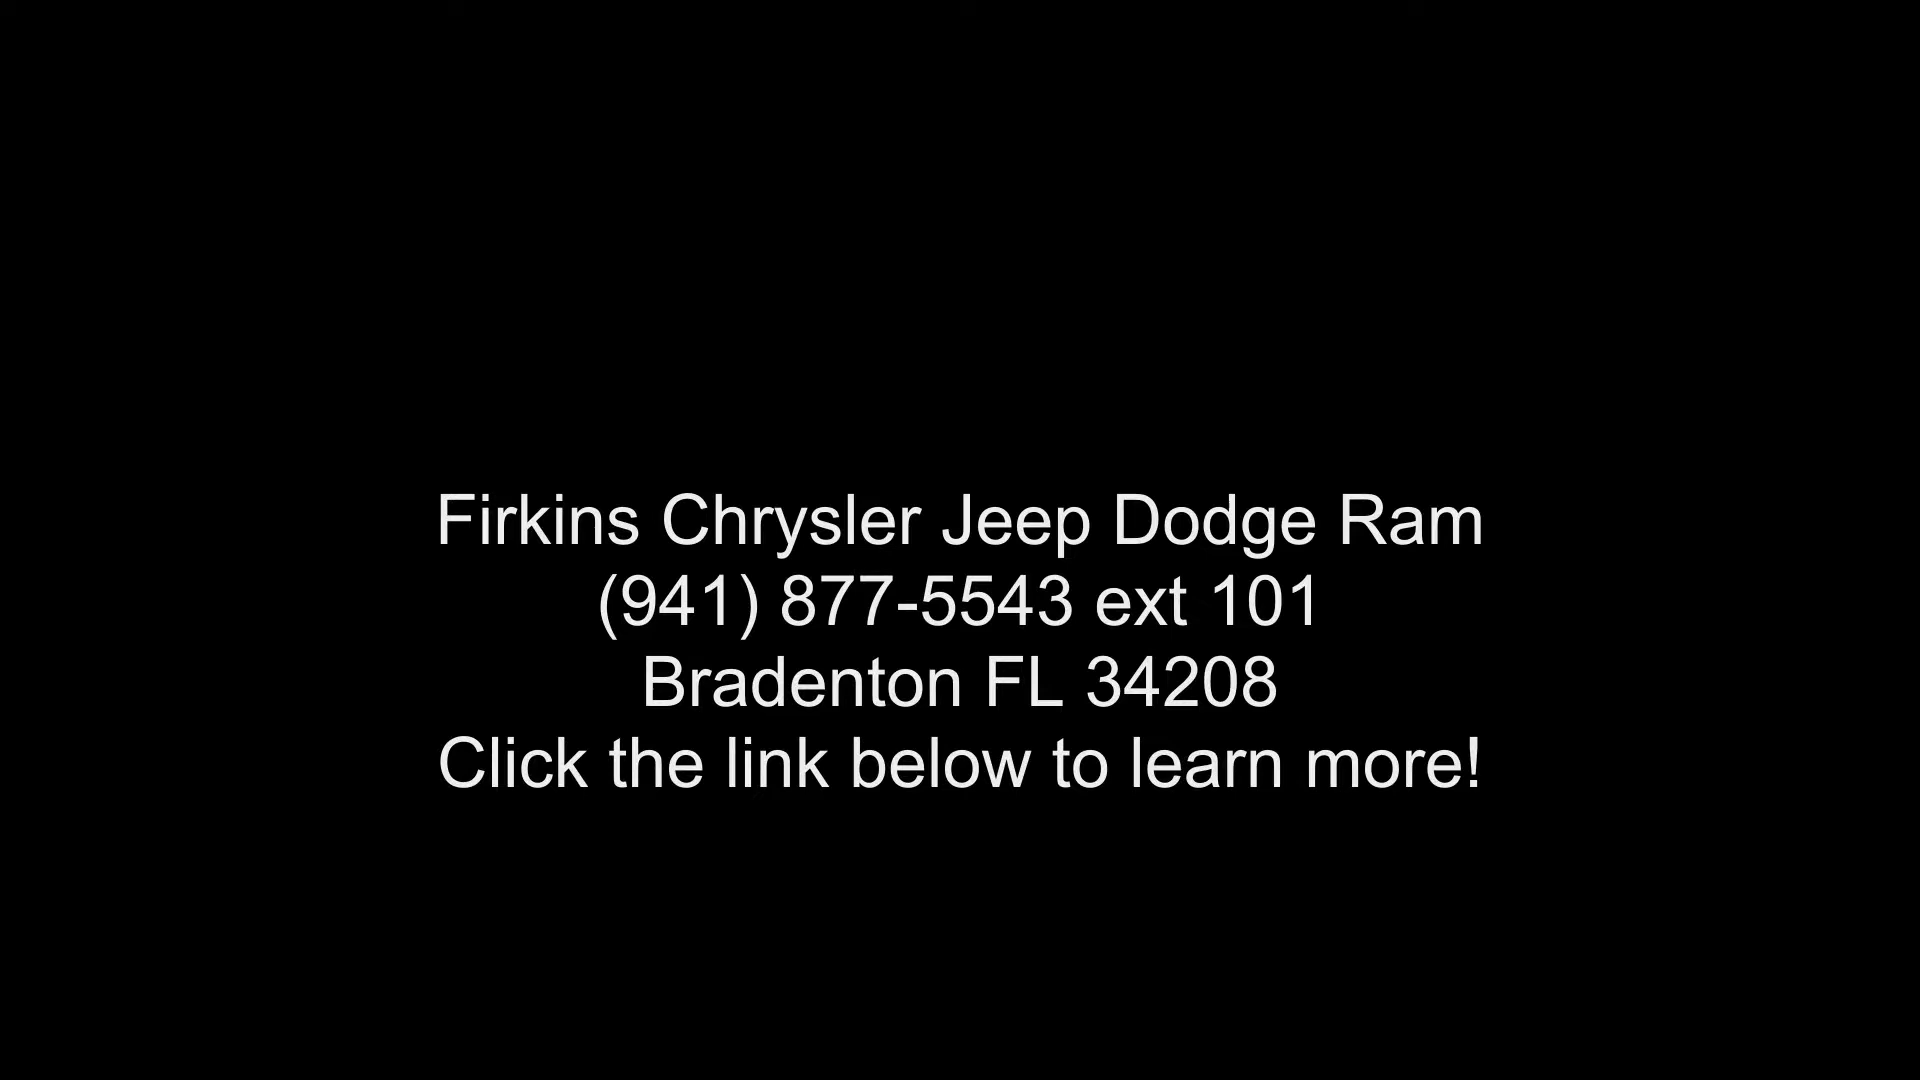 Firkins Chrysler Jeep Dodge Ram
(941) 877-5543 ext 101
Bradenton FL 34208
Click the link below to learn more!